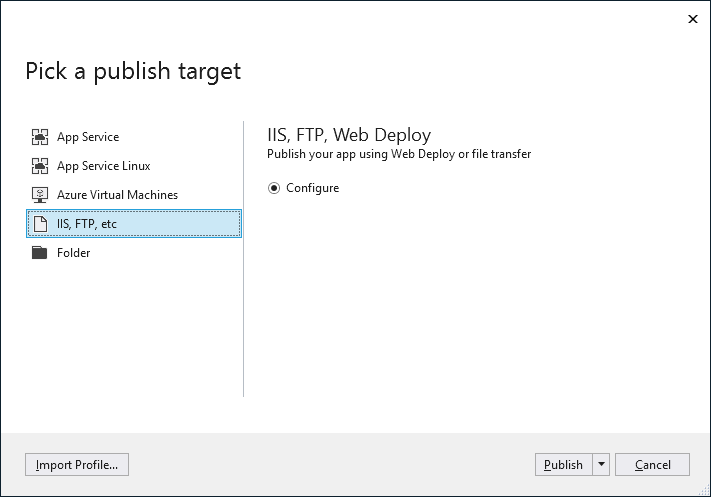 Pick a publish target
App Service
App Service Linux
Azure Virtual Machines
IIS, FTP, etc
Folder
IIS, FTP, Web Deploy
Publish your app using Web Deploy or file transfer
Configure
Import Profile...
Publish
Cancel